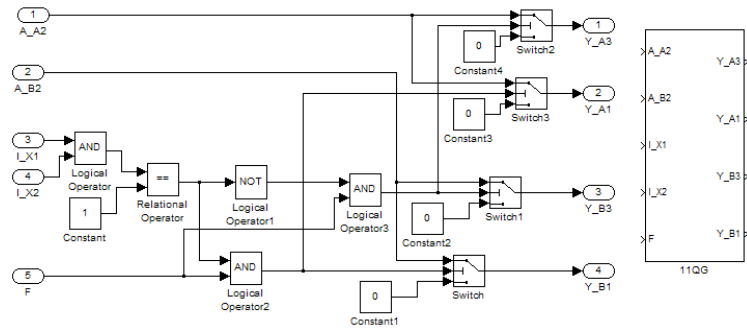 1
A_A2
2
A_B2
3
I_X1
4
I_X2
AND
Logical
Operator
1
Constant
==
Relational
Operator
NOT
Logical
Operator1
AND
Logical
Operator3
5
F
AND
Logical
Operator2
0
Constant4
Switch2
1
Y_A3
0
Constant3
Switch3
2
Y_A1
0
Constant2
Switch1
3
Y_B3
0
Constant1
Switch
4
Y_B1
A_A2
A_B2
I_X1
I_X2
F
Y_A3
Y_A1
Y_B3
Y_B1
11QG